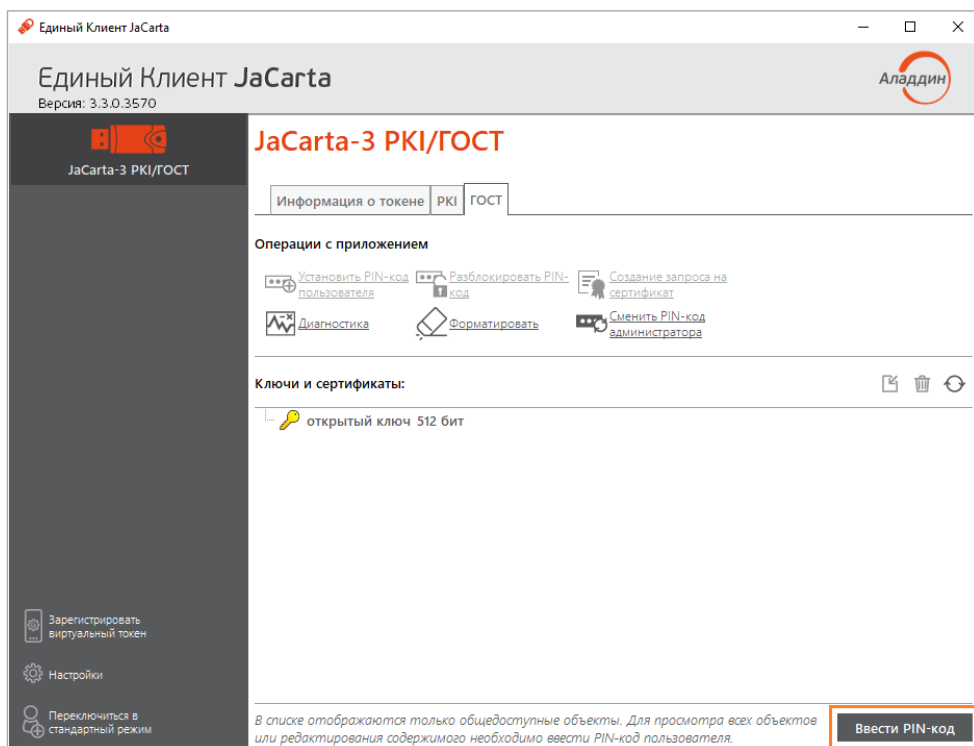 Единый Клиент JaCarta
Единый Клиент JaCarta
Версия: 3.3.0.3570
Аладдин
JaCarta-3 PKI/ГОСТ
JaCarta-3 PKI/ГОСТ
Информация о токене PKI ГОСТ
Операции с приложением
Установить PIN-код
пользователя
Разблокировать PIN-
код
Создание запроса на
сертификат
Диагностика
Форматировать
Сменить PIN-код
администратора
Ключи и сертификаты:
открытый ключ 512 бит
Зарегистрировать
виртуальный токен
Настройки
Переключиться в
стандартный режим
В списке отображаются только общедоступные объекты. Для просмотра всех объектов
или редактирования содержимого необходимо ввести PIN-код пользователя.
Ввести PIN-код